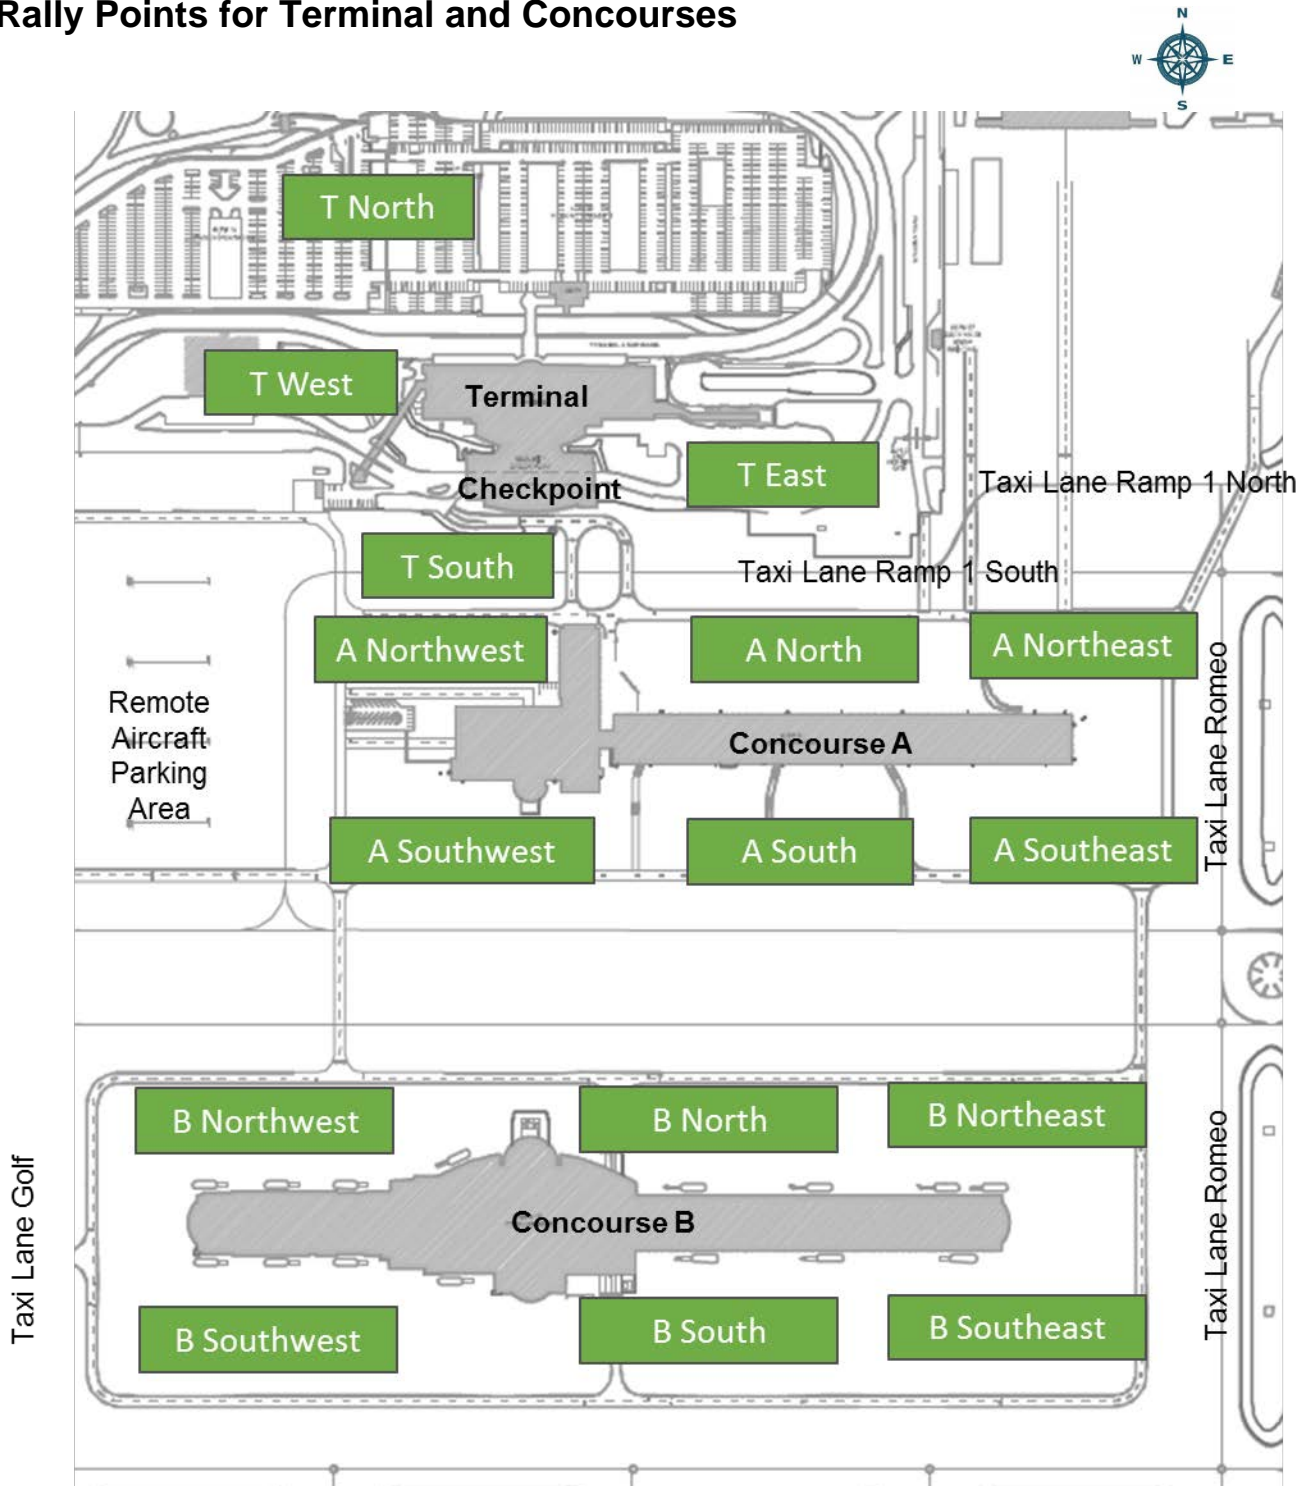 Rally Points for Terminal and Concourses
N
W
E
S
T North
T West
Terminal
T East
Checkpoint
Taxi Lane Ramp 1 North
T South
Taxi Lane Ramp 1 South
A Northwest
A North
A Northeast
Remote
Aircraft
Parking
Area
Concourse A
Taxi Lane Romeo
A Southwest
A South
A Southeast
B Northwest
B North
B Northeast
Taxi Lane Golf
Concourse B
Taxi Lane Romeo
B Southwest
B South
B Southeast